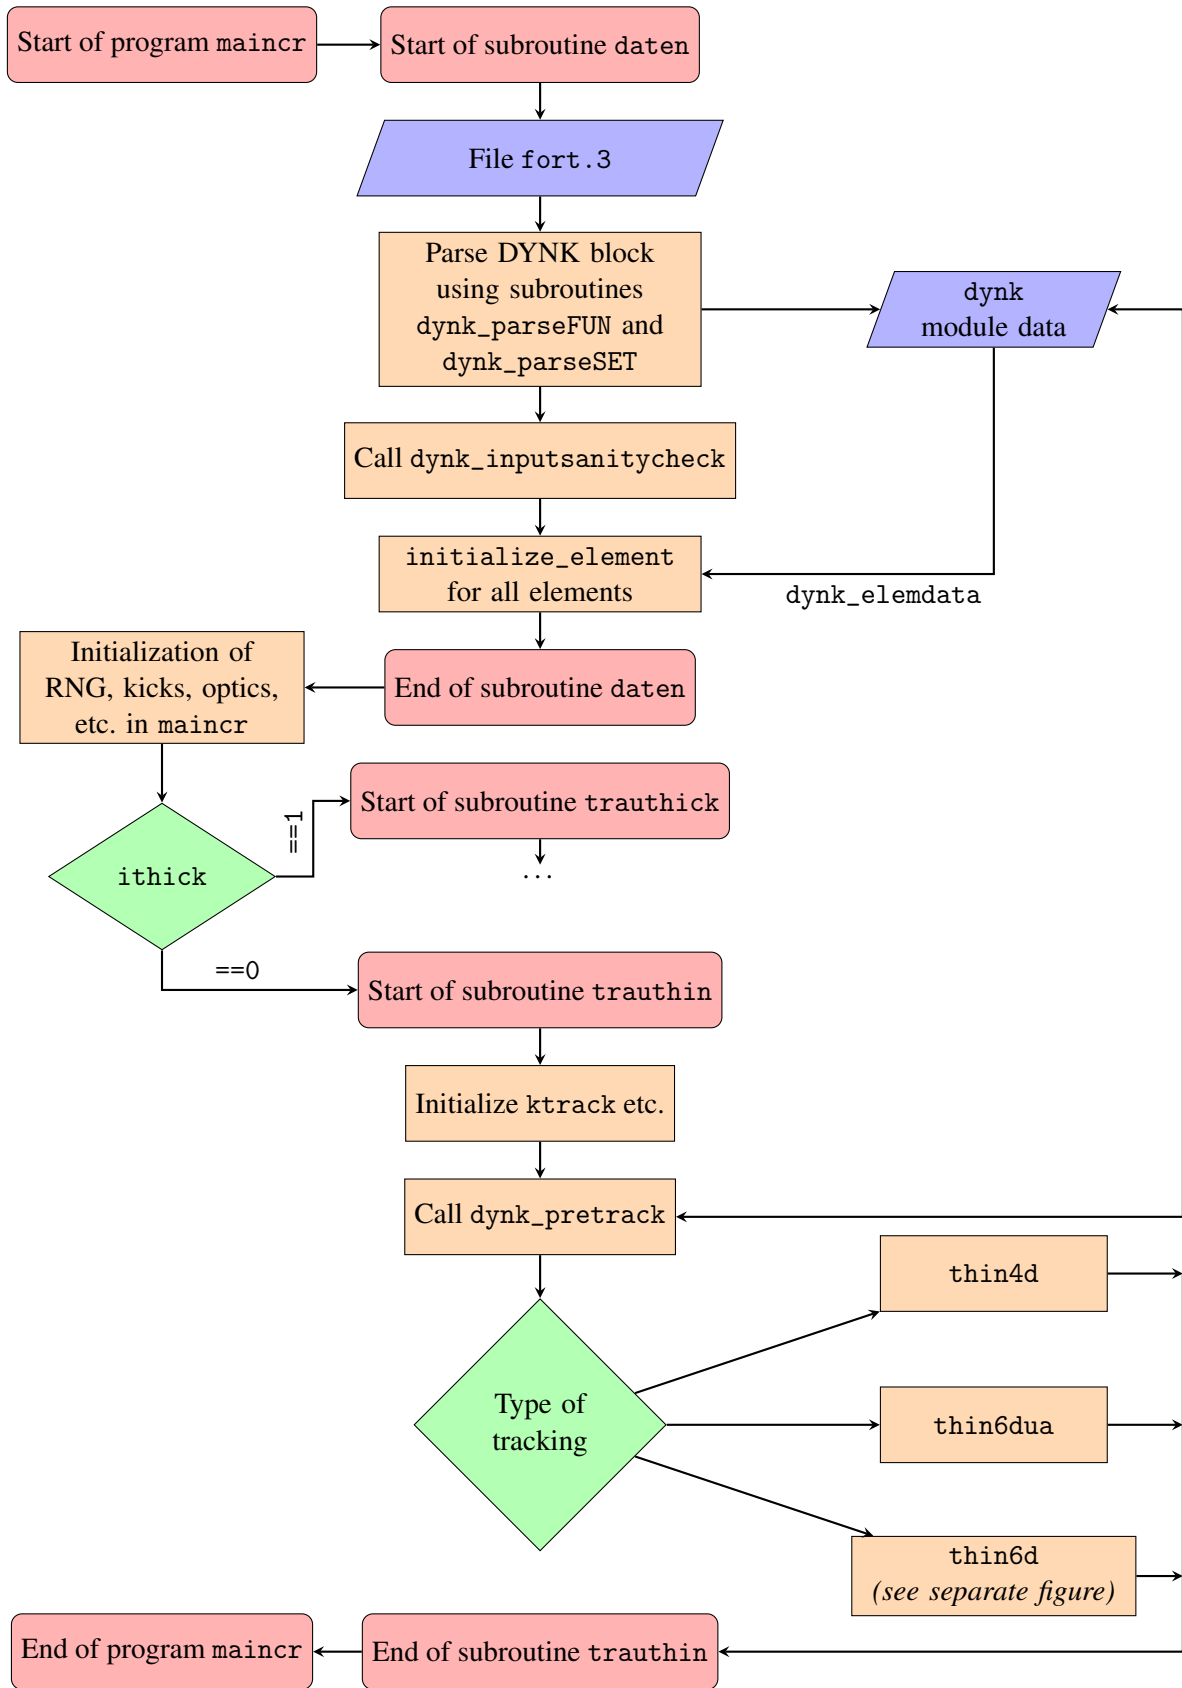 Start of program maincr
Start of subroutine daten
File fort.3
Parse DYNK block
using subroutines
dynk_parseFUN and
dynk_parseSET
dynk
module data
Call dynk_inputsanitycheck
initialize_element
for all elements
dynk_elemdata
Initialization of
RNG, kicks, optics,
etc. in maincr
End of subroutine daten
Start of subroutine trauthick
==1
ithick
...
==0
Start of subroutine trauthin
Initialize ktrack etc.
Call dynk_pretrack
thin4d
Type of
tracking
thin6dua
thin6d
(see separate figure)
End of program maincr
End of subroutine trauthin